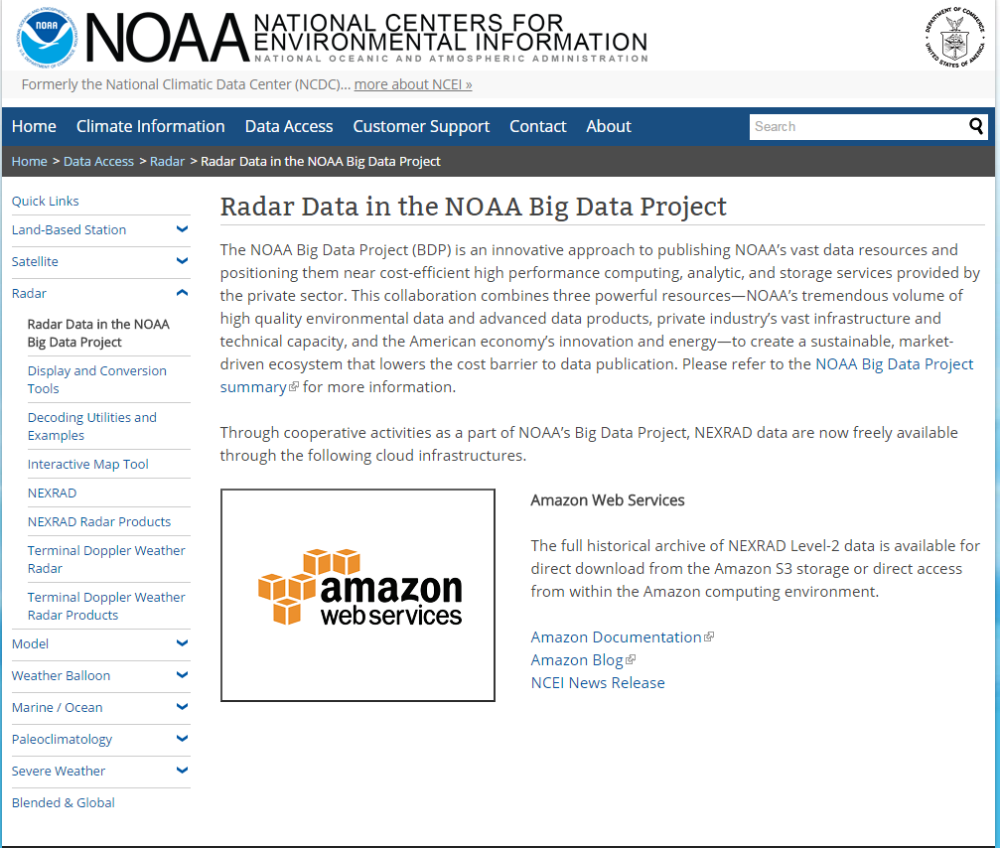 NOAA
NOAA
NATIONAL CENTERS FOR
ENVIRONMENTAL INFORMATION
NATIONAL OCEANIC AND ATMOSPHERIC ADMINISTRATION
DEPARTMENT OF COMMERCE
UNITED STATES OF AMERICA
Formerly the National Climatic Data Center (NCDC)... more about NCEI »
Home Climate Information Data Access Customer Support Contact About
Search
Home > Data Access > Radar > Radar Data in the NOAA Big Data Project
Quick Links
Land-Based Station
Satellite
Radar
Radar Data in the NOAA
Big Data Project
Display and Conversion
Tools
Decoding Utilities and
Examples
Interactive Map Tool
NEXRAD
NEXRAD Radar Products
Terminal Doppler Weather
Radar
Terminal Doppler Weather
Radar Products
Model
Weather Balloon
Marine / Ocean
Paleoclimatology
Severe Weather
Blended & Global
Radar Data in the NOAA Big Data Project
The NOAA Big Data Project (BDP) is an innovative approach to publishing NOAA’s vast data resources and
positioning them near cost-efficient high performance computing, analytic, and storage services provided by
the private sector. This collaboration combines three powerful resources—NOAA’s tremendous volume of
high quality environmental data and advanced data products, private industry’s vast infrastructure and
technical capacity, and the American economy’s innovation and energy—to create a sustainable, market-
driven ecosystem that lowers the cost barrier to data publication. Please refer to the NOAA Big Data Project
summary for more information.
Through cooperative activities as a part of NOAA’s Big Data Project, NEXRAD data are now freely available
through the following cloud infrastructures.
amazon
web services
Amazon Web Services
The full historical archive of NEXRAD Level-2 data is available for
direct download from the Amazon S3 storage or direct access
from within the Amazon computing environment.
Amazon Documentation
Amazon Blog
NCEI News Release